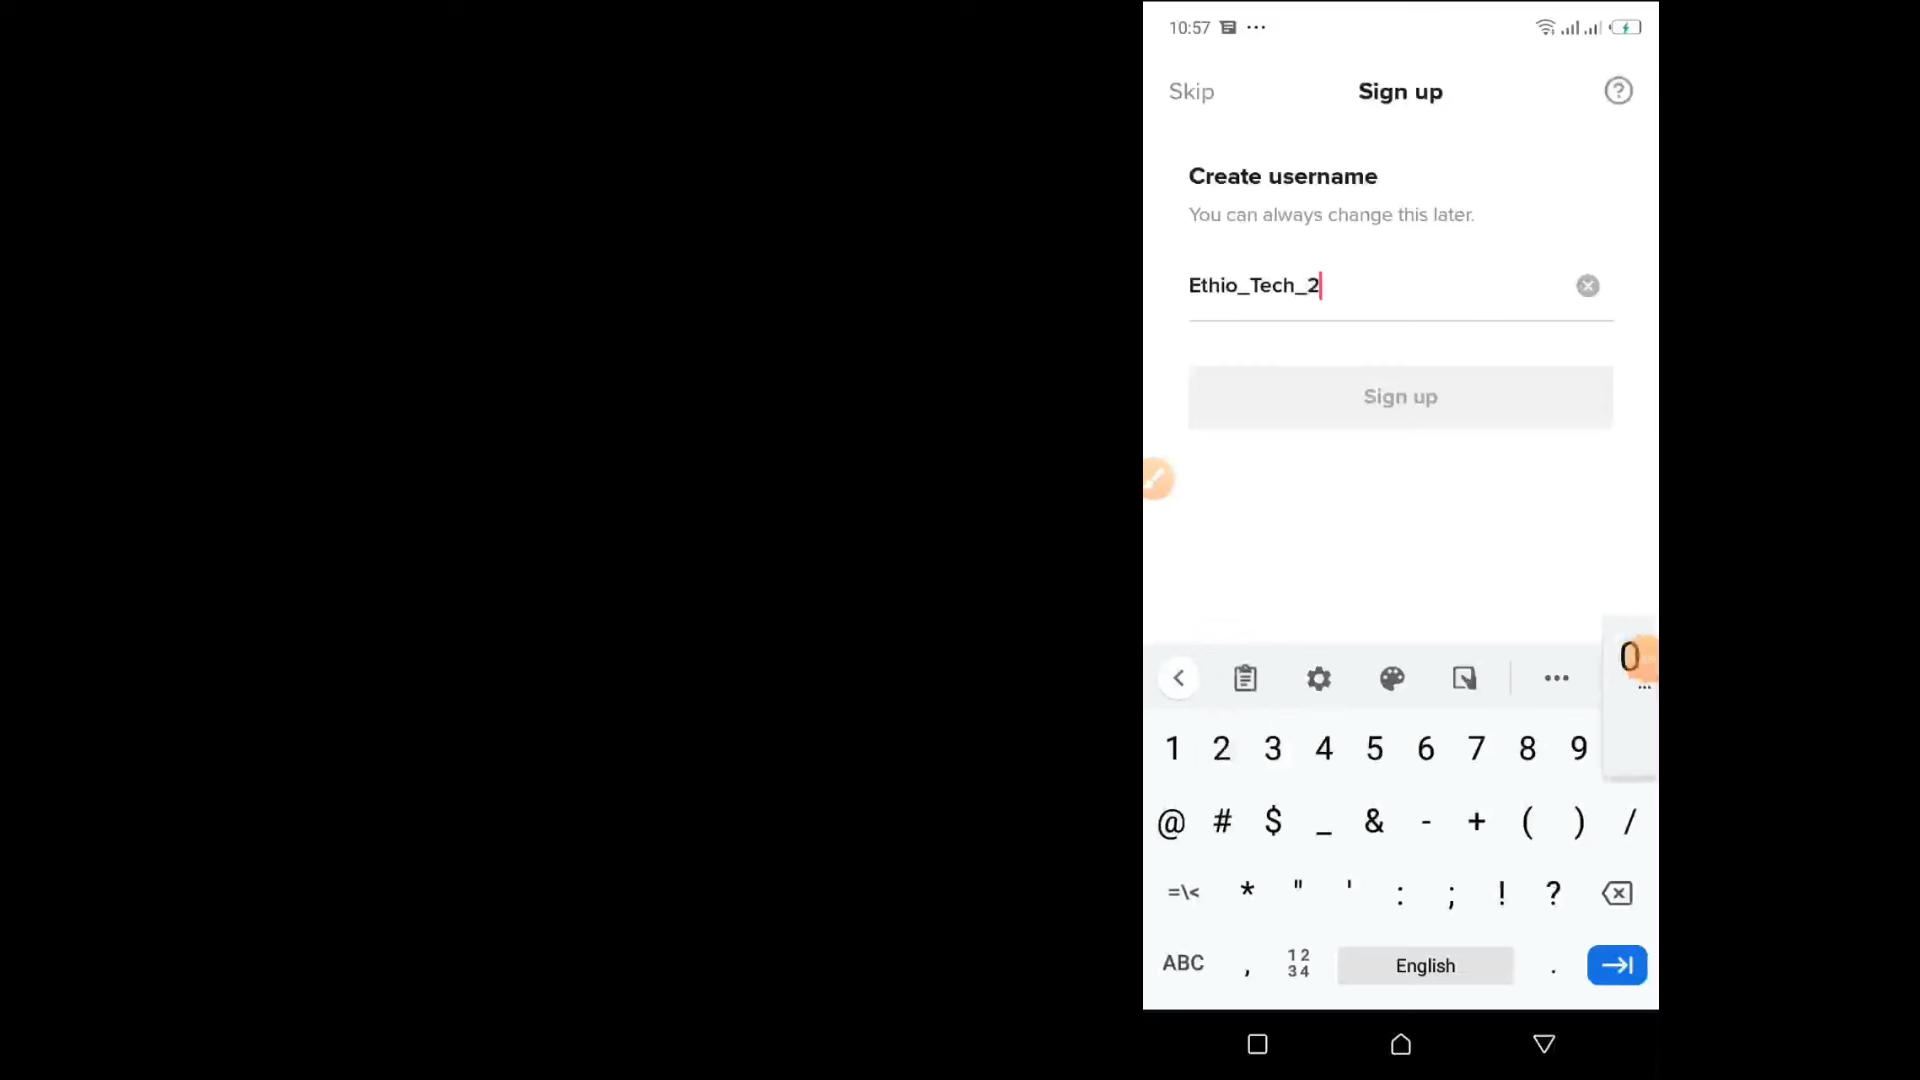 10:57
Skip Sign up ?
Create username
You can always change this later.
Ethio_Tech_2
Sign up
0
1 2 3 4 5 6 7 8 9
@ # $ _ & - + ( ) /
=\< * " ' : ; ! ?
ABC , 12 34 English .